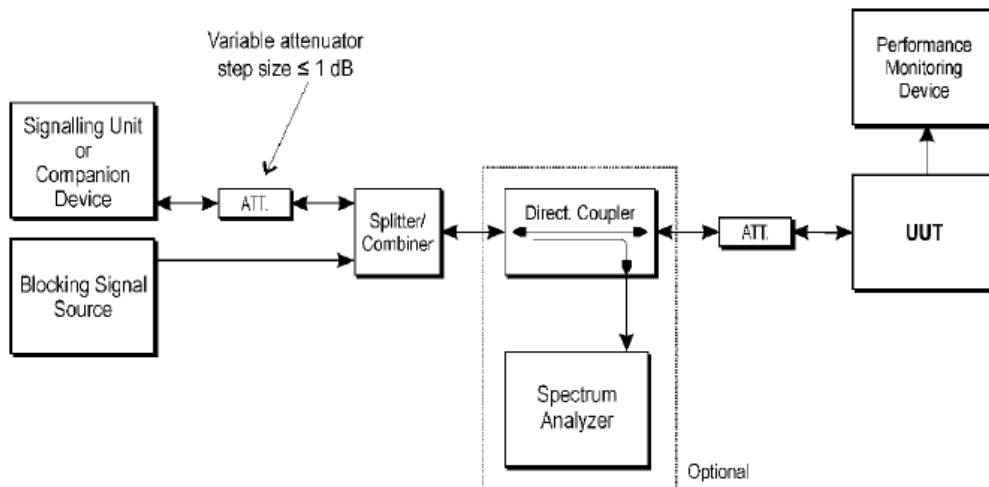 Variable attenuator
step size ≤ 1 dB
Signalling Unit
or
Companion
Device
ATT.
Splitter/
Combiner
Blocking Signal
Source
Direct. Coupler
Spectrum
Analyzer
Optional
ATT.
Performance
Monitoring
Device
UUT